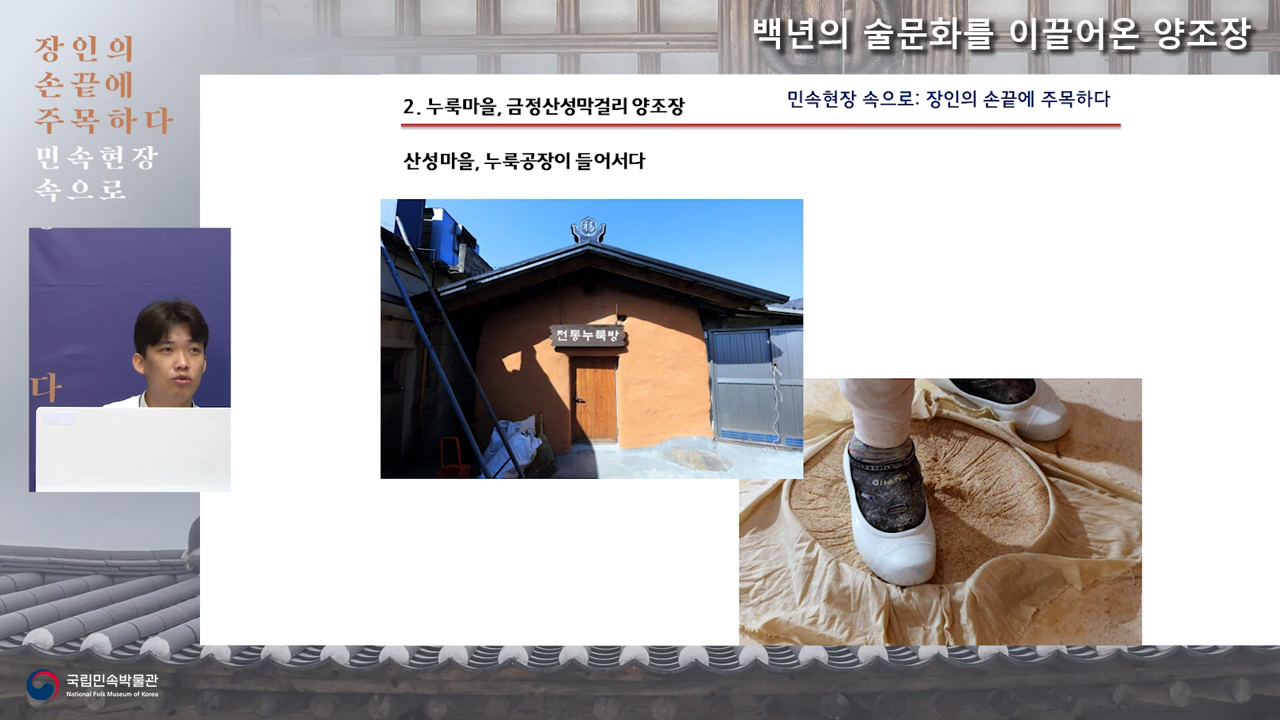 백년의 술문화를 이끌어온 양조장
장인의
손끝에
주목하다
민속현장
속으로
2. 누룩마을, 금정산성막걸리 양조장
민속현장 속으로: 장인의 손끝에 주목하다
산성마을, 누룩공장이 들어서다
전통누룩방
다
국립민속박물관
National Folk Museum of Korea